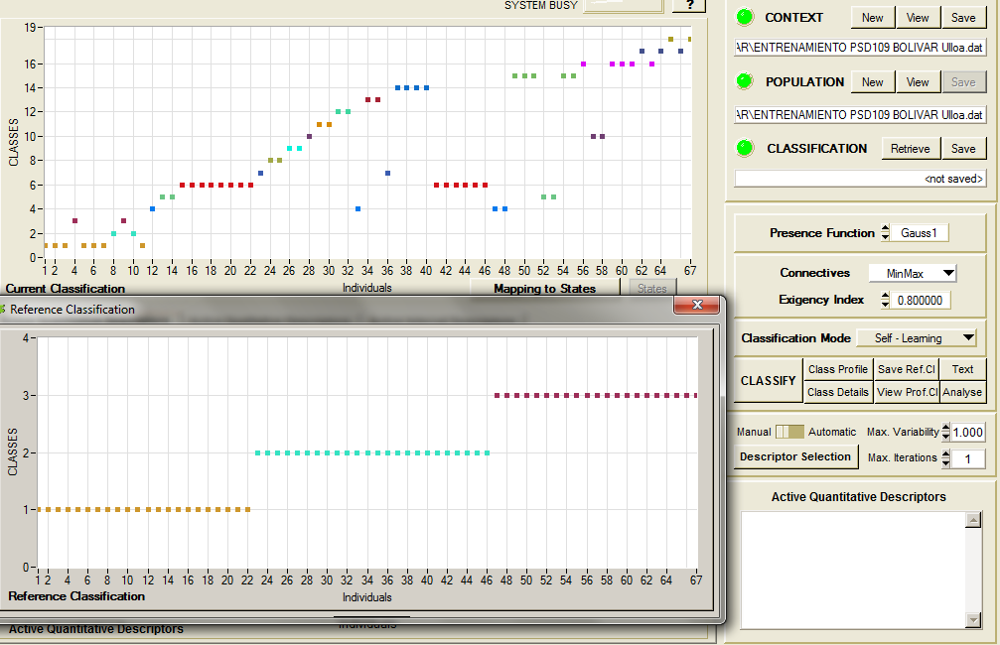 SYSTEM BUSY
?
CONTEXT New View Save
AR\ENTRENAMIENTO PSD109 BOLIVAR Ulloa.dat
POPULATION New View Save
AR\ENTRENAMIENTO PSD109 BOLIVAR Ulloa.dat
CLASSIFICATION Retrieve Save
<not saved>
CLASSES
19
16
14
12
10
8
6
4
2
0
1 2 4 6 8 10 12 14 16 18 20 22 24 26 28 30 32 34 36 38 40 42 44 46 48 50 52 54 56 58 60 62 64 67
Current Classification Individuals Mapping to States States
Presence Function Gauss1
Connectives MinMax
Exigency Index 0.800000
Classification Mode Self - Learning
CLASSIFY
Class Profile Save Ref.Cl Text
Class Details View Prof.Cl Analyse
Manual Automatic Max. Variability 1.000
Descriptor Selection Max. Iterations 1
Active Quantitative Descriptors
Reference Classification
CLASSES
4
3
2
1
0
1 2 4 6 8 10 12 14 16 18 20 22 24 26 28 30 32 34 36 38 40 42 44 46 48 50 52 54 56 58 60 62 64 67
Reference Classification Individuals
Active Quantitative Descriptors Individuals